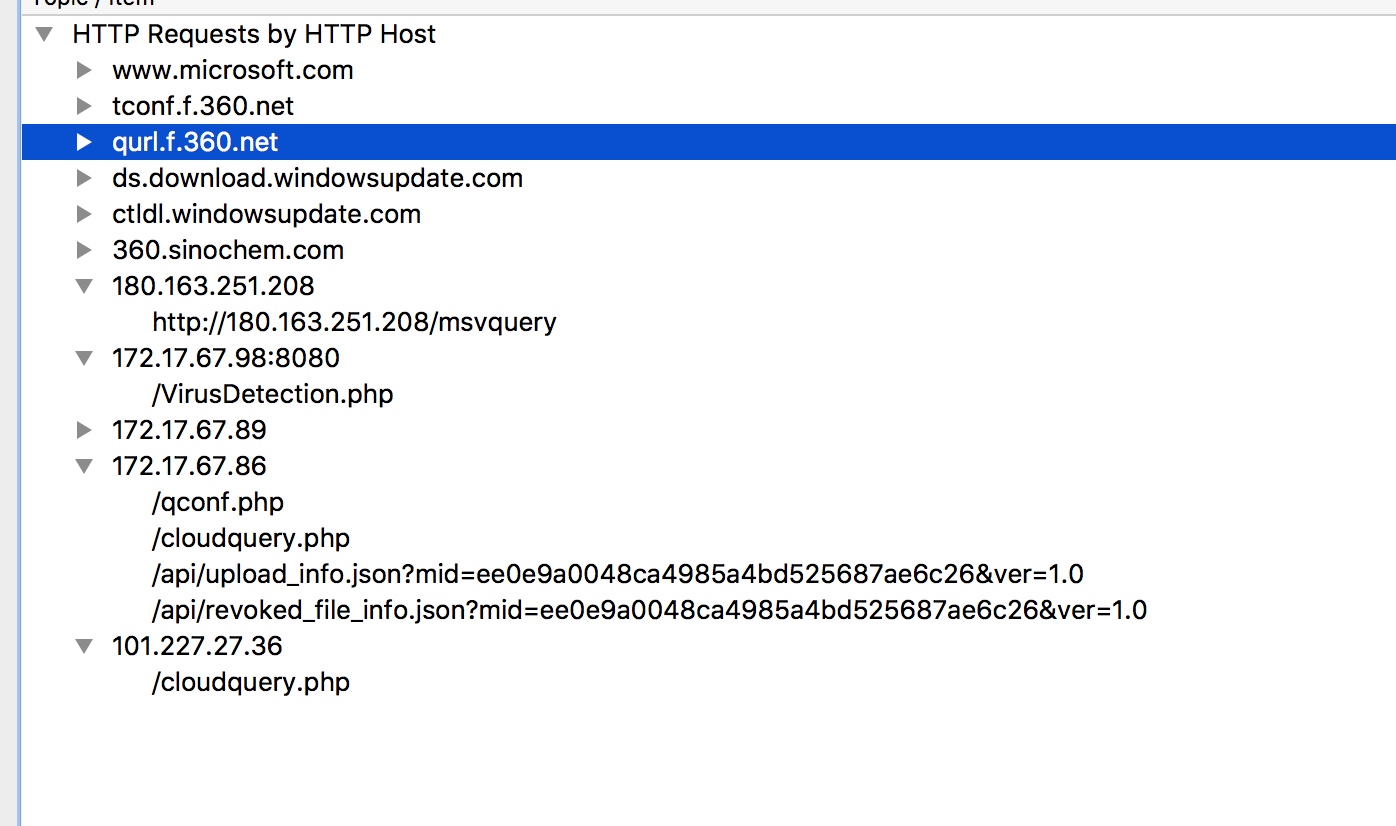 Topic / Item
HTTP Requests by HTTP Host
www.microsoft.com
tconf.f.360.net
qurl.f.360.net
ds.download.windowsupdate.com
ctldl.windowsupdate.com
360.sinochem.com
180.163.251.208
http://180.163.251.208/msvquery
172.17.67.98:8080
/VirusDetection.php
172.17.67.89
172.17.67.86
/qconf.php
/cloudquery.php
/api/upload_info.json?mid=ee0e9a0048ca4985a4bd525687ae6c26&ver=1.0
/api/revoked_file_info.json?mid=ee0e9a0048ca4985a4bd525687ae6c26&ver=1.0
101.227.27.36
/cloudquery.php